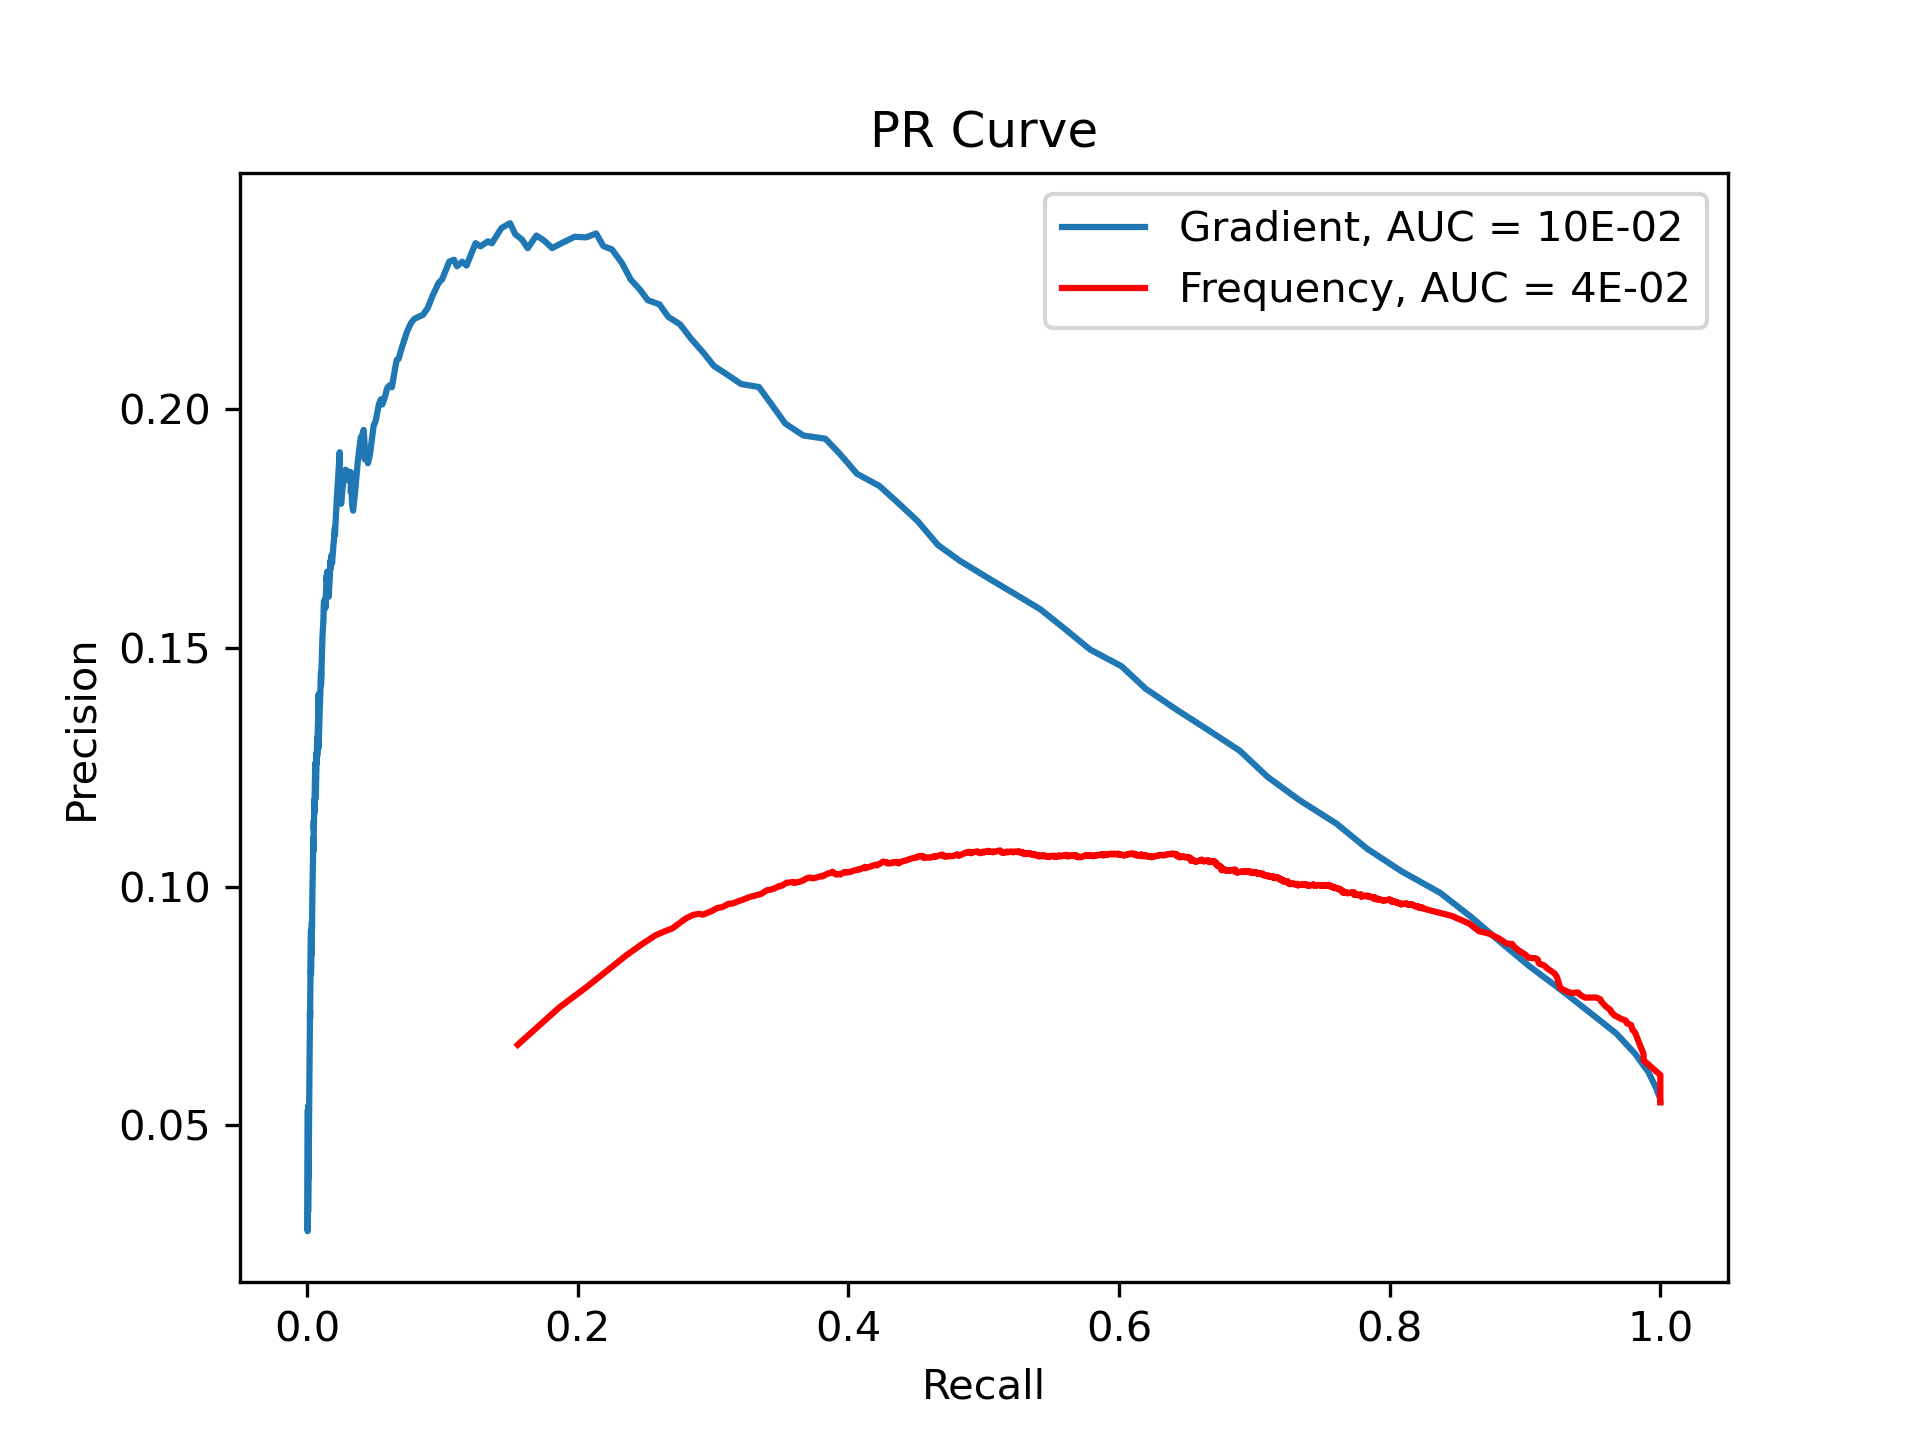 PR Curve
Gradient, AUC = 10E-02
Frequency, AUC = 4E-02
Precision
0.20
0.15
0.10
0.05
0.0 0.2 0.4 0.6 0.8 1.0
Recall